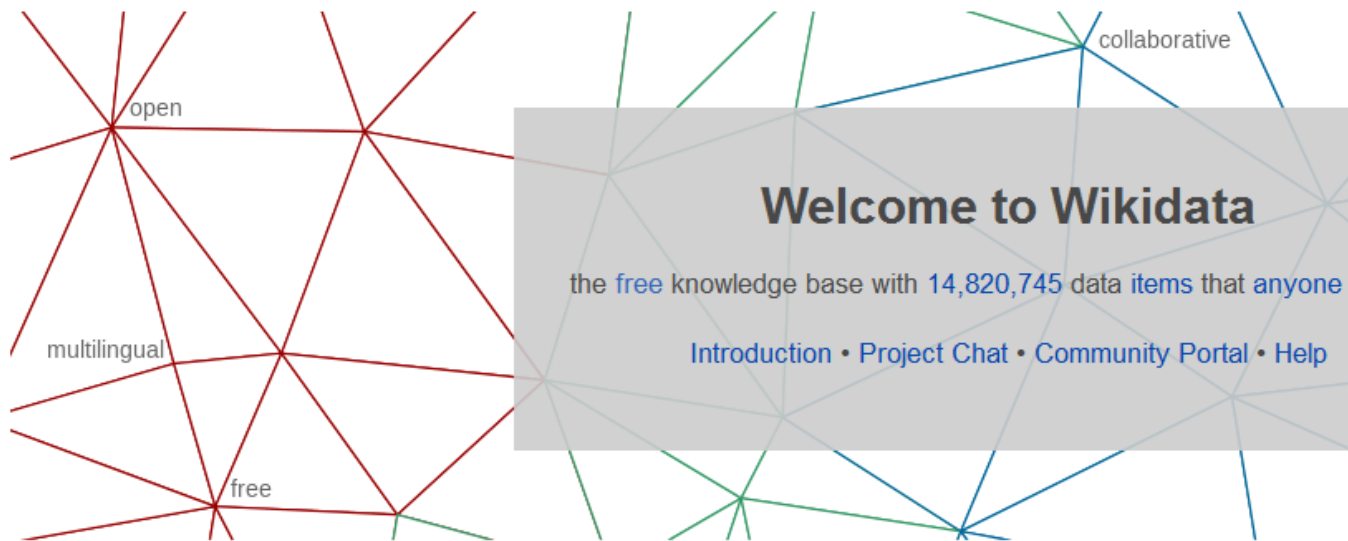 collaborative
open
Welcome to Wikidata
the free knowledge base with 14,820,745 data items that anyone
Introduction • Project Chat • Community Portal • Help
multilingual
free